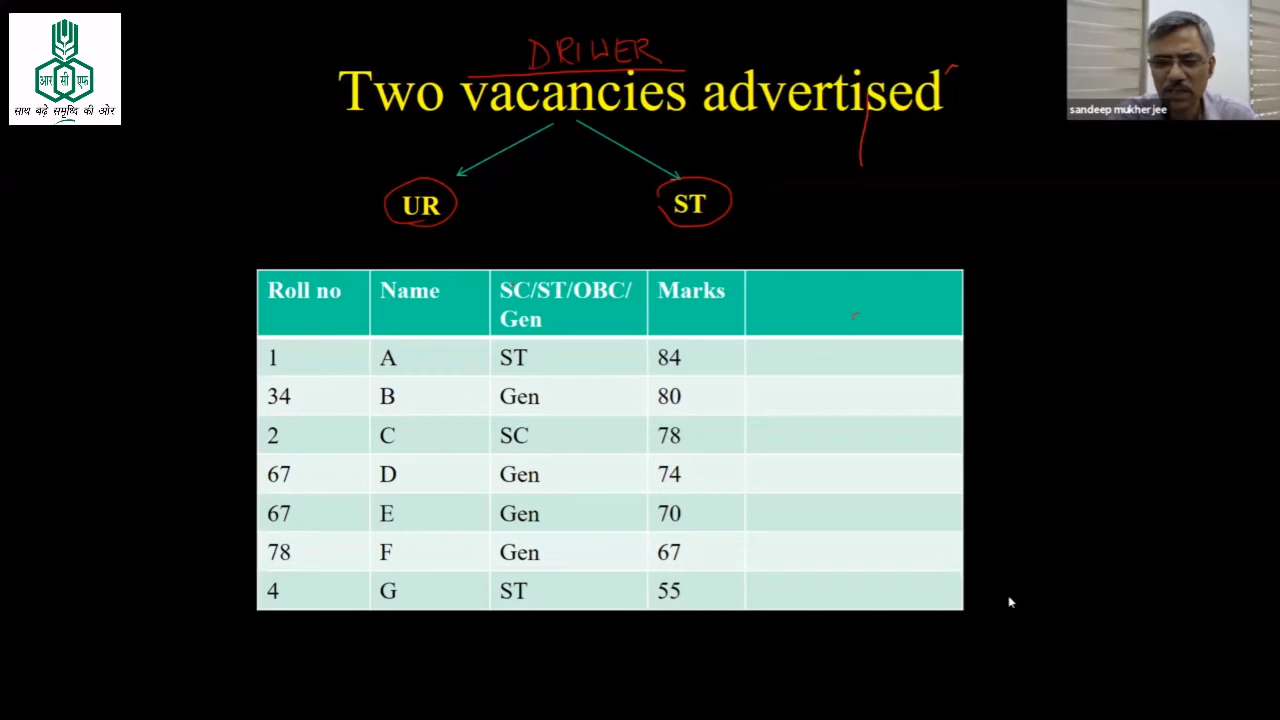 आर सी एफ
साथ बढ़े समृद्धि की ओर
DRIVER
Two vacancies advertised
sandeep mukherjee
UR
ST
Roll no Name SC/ST/OBC/ Marks
Gen
1 A ST 84
34 B Gen 80
2 C SC 78
67 D Gen 74
67 E Gen 70
78 F Gen 67
4 G ST 55